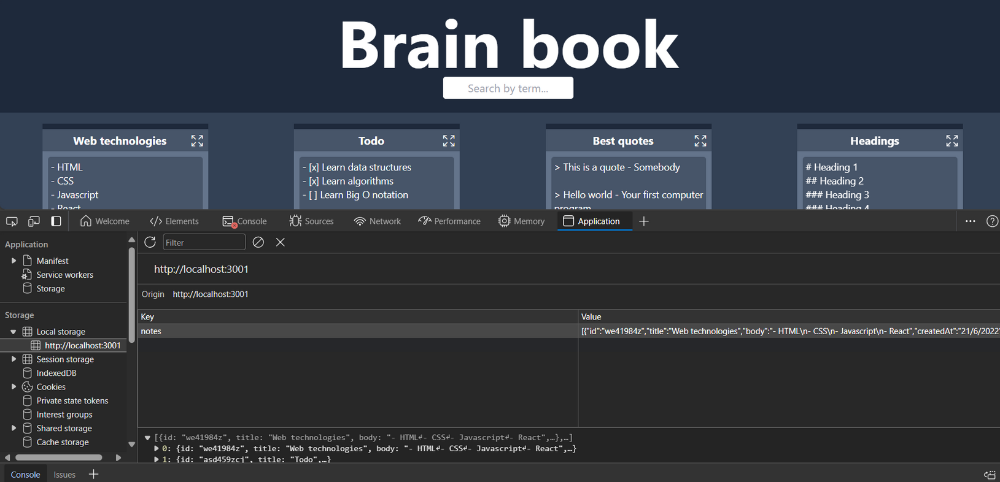 Brain book
Search by term...
Web technologies
- HTML
- CSS
- Javascript
- React
Todo
- [x] Learn data structures
- [x] Learn algorithms
- [ ] Learn Big O notation
Best quotes
> This is a quote - Somebody
> Hello world - Your first computer
program
Headings
# Heading 1
## Heading 2
### Heading 3
#### Heading 4
Welcome
Elements
Console
Sources
Network
Performance
Memory
Application
Application
Manifest
Service workers
Storage
Storage
Local storage
http://localhost:3001
Session storage
IndexedDB
Cookies
Private state tokens
Interest groups
Shared storage
Cache storage
Filter
http://localhost:3001
Origin http://localhost:3001
Key Value
notes [{"id":"we41984z","title":"Web technologies","body":"- HTML\n- CSS\n- Javascript\n- React","createdAt":"21/6/2022"
[{id: "we41984z", title: "Web technologies", body: "- HTML↲- CSS↲- Javascript↲- React",…},…]
0: {id: "we41984z", title: "Web technologies", body: "- HTML↲- CSS↲- Javascript↲- React",…}
1: {id: "asd459zcj", title: "Todo",…}
Console Issues